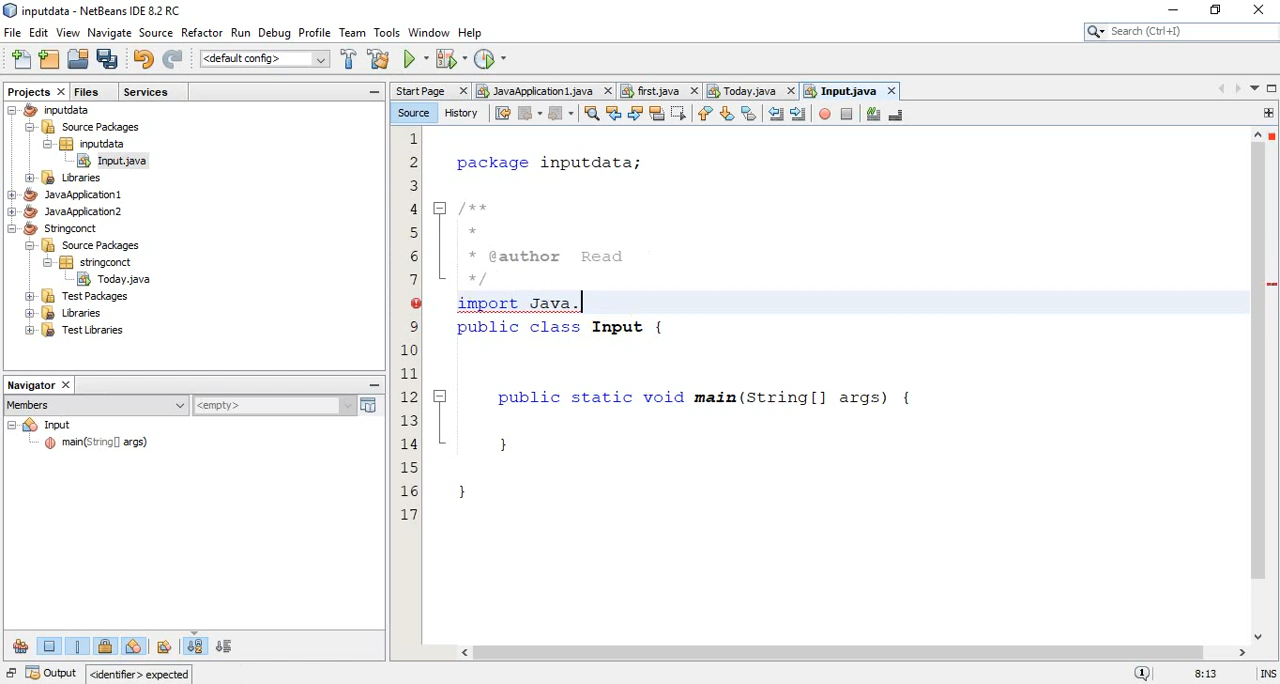 inputdata - NetBeans IDE 8.2 RC
File Edit View Navigate Source Refactor Run Debug Profile Team Tools Window Help
Search (Ctrl+I)
<default config>
Projects Files Services
inputdata
Source Packages
inputdata
Input.java
Libraries
JavaApplication1
JavaApplication2
Stringconct
Source Packages
stringconct
Today.java
Test Packages
Libraries
Test Libraries
Navigator
Members <empty>
Input
main(String[] args)
Start Page JavaApplication1.java first.java Today.java Input.java
Source History
1
2 package inputdata;
3
4 /**
5 *
6 * @author Read
7 */
import Java.
9 public class Input {
10
11
12 public static void main(String[] args) {
13
14 }
15
16 }
17
Output <identifier> expected 1 8:13 INS